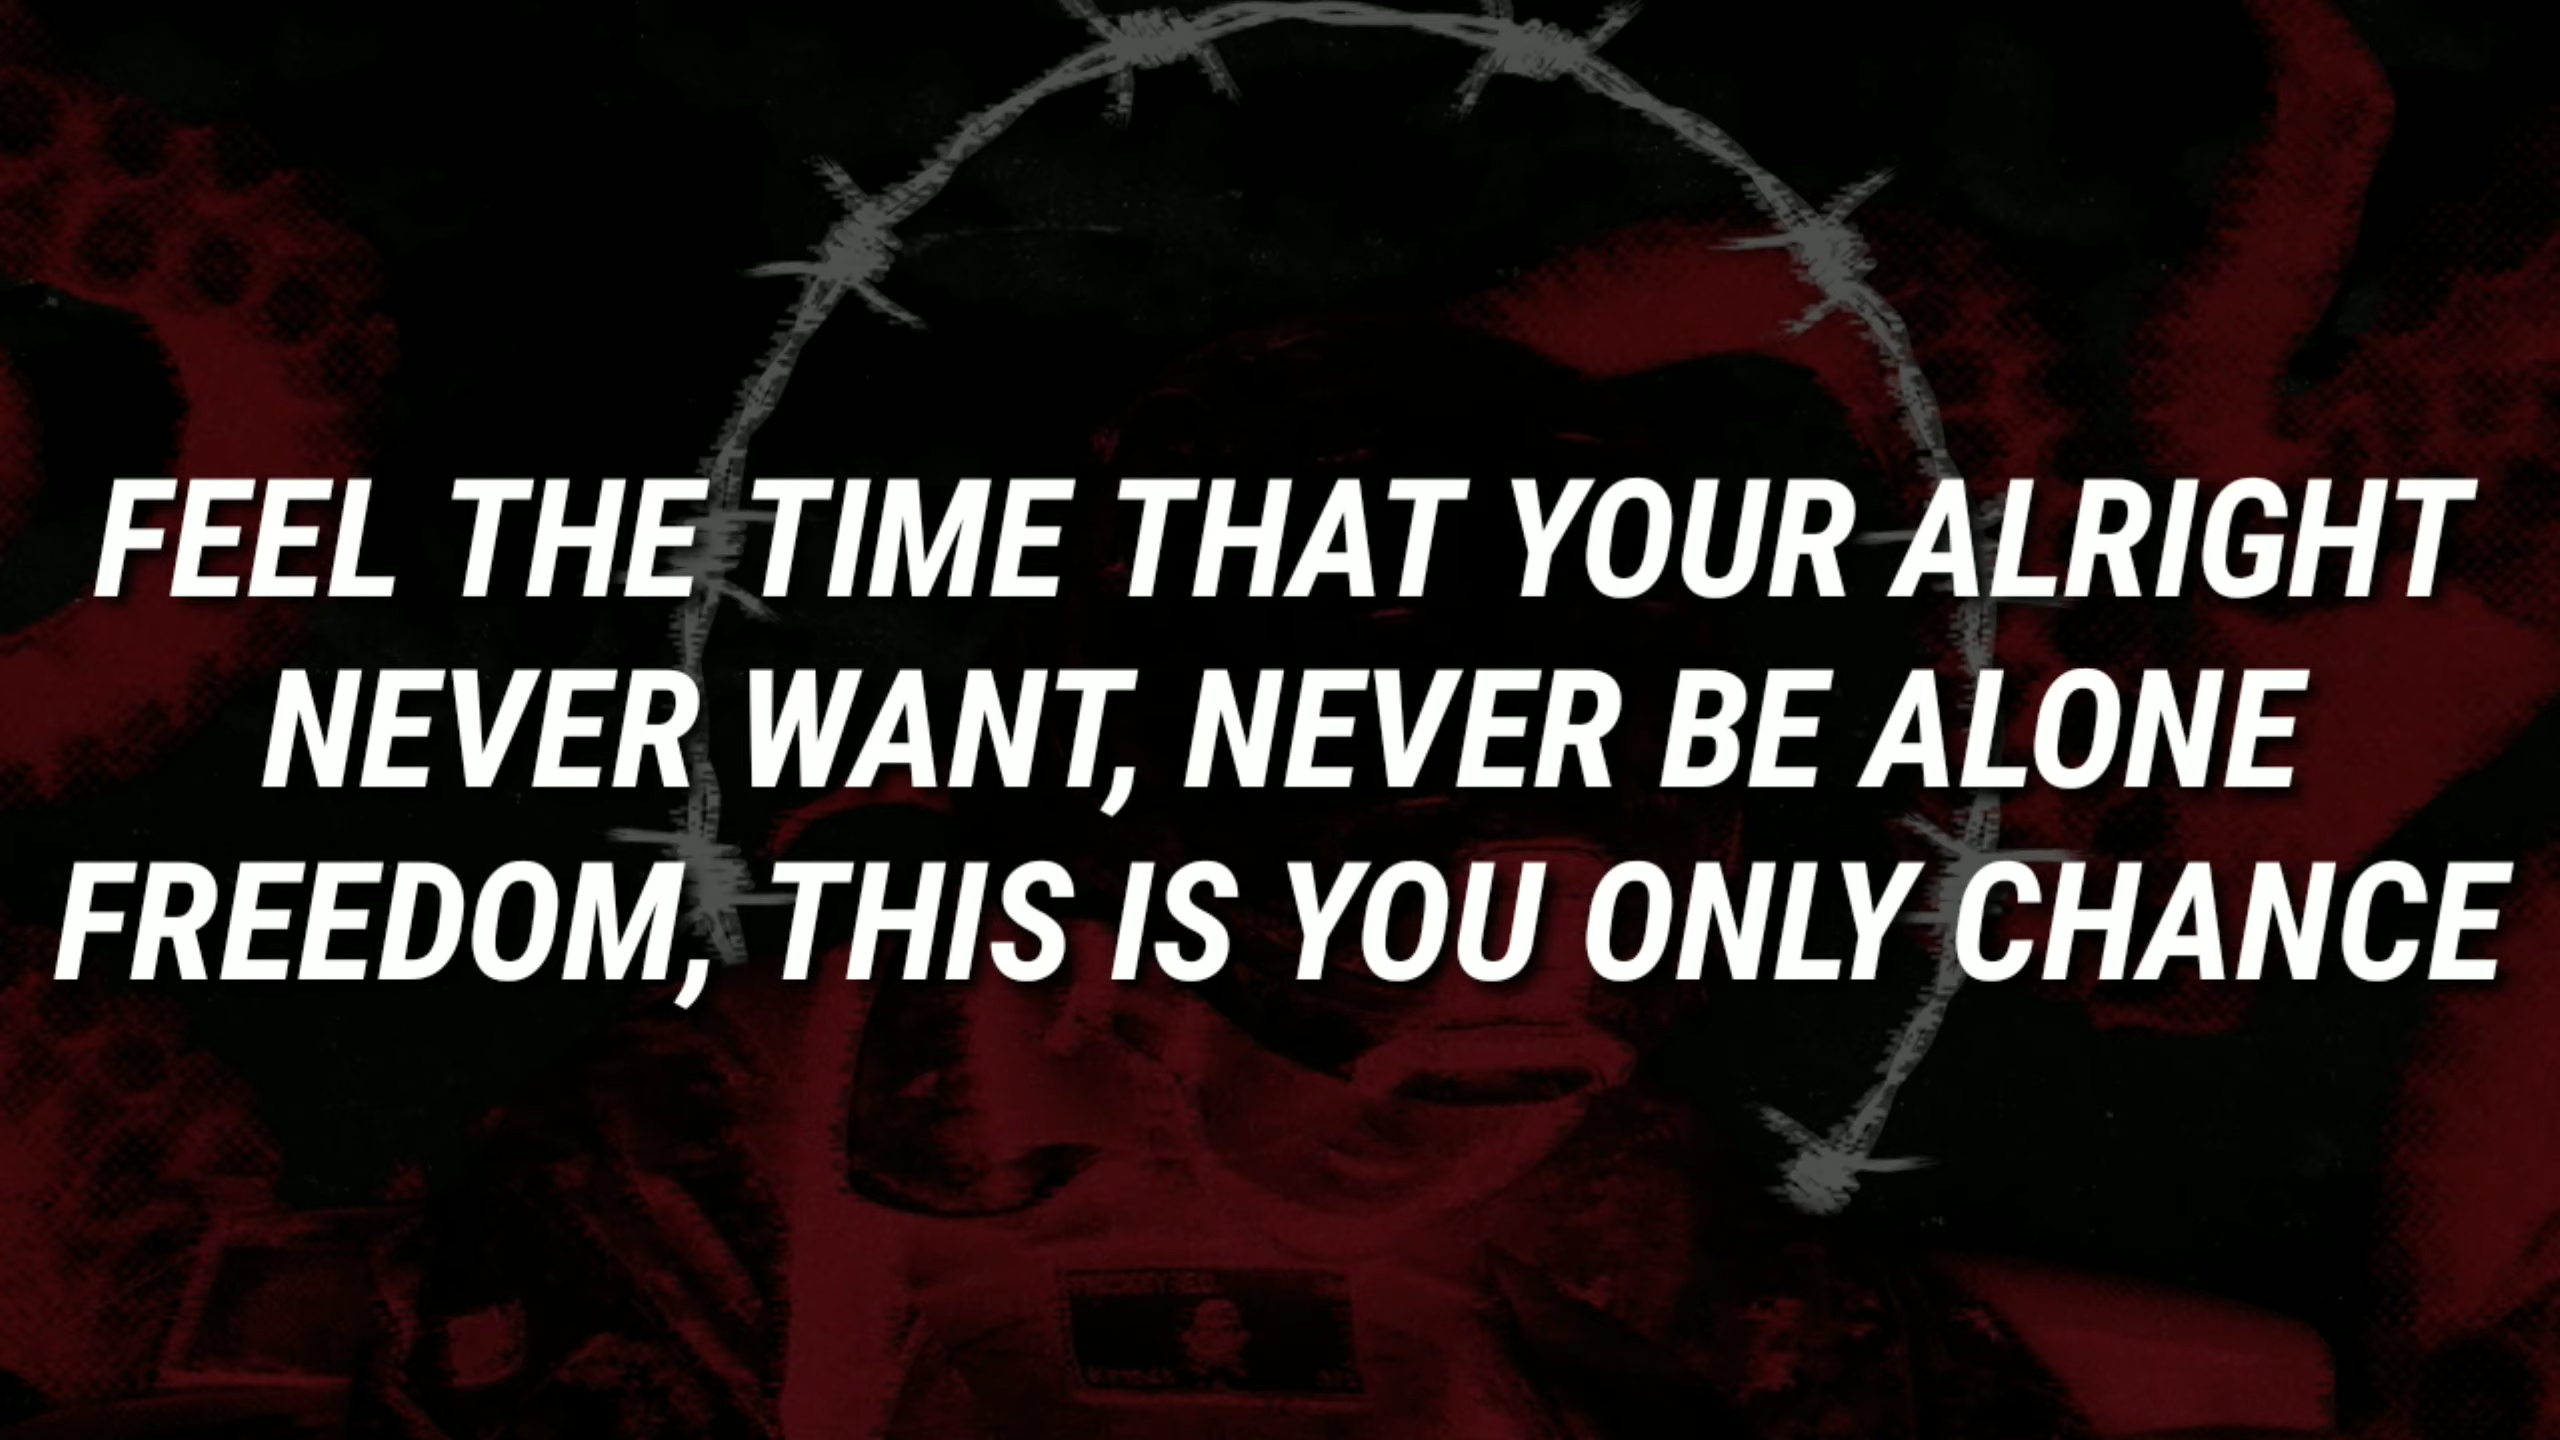 FEEL THE TIME THAT YOUR ALRIGHT
NEVER WANT, NEVER BE ALONE
FREEDOM, THIS IS YOU ONLY CHANCE